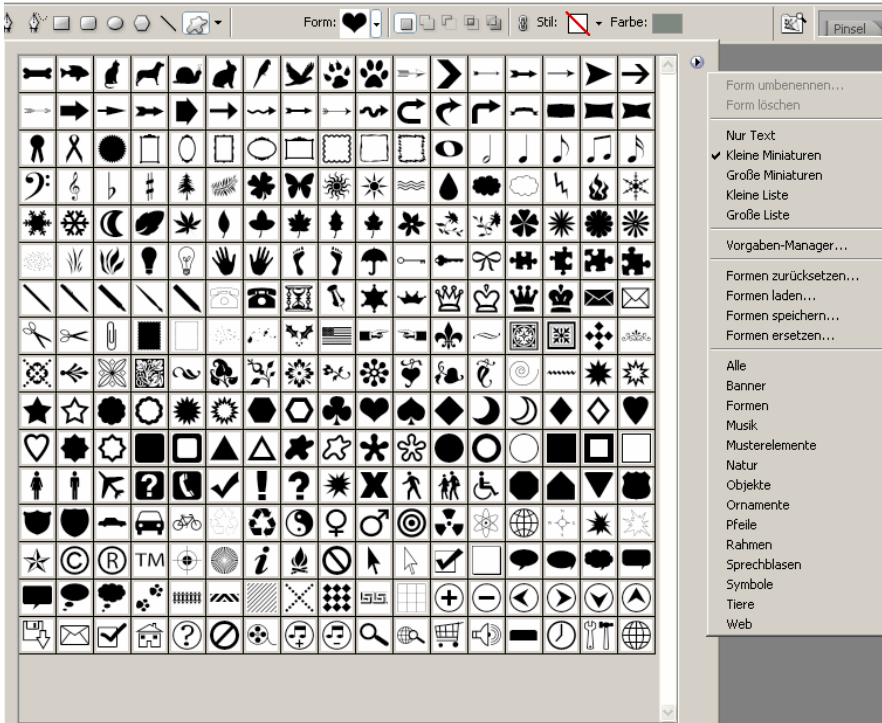 Form:
Stil:
Farbe:
Pinsel
Form umbenennen...
Form löschen
Nur Text
Kleine Miniaturen
Große Miniaturen
Kleine Liste
Große Liste
Vorgaben-Manager...
Formen zurücksetzen...
Formen laden...
Formen speichern...
Formen ersetzen...
Alle
Banner
Formen
Musik
Musterelemente
Natur
Objekte
Ornamente
Pfeile
Rahmen
Sprechblasen
Symbole
Tiere
Web
TM